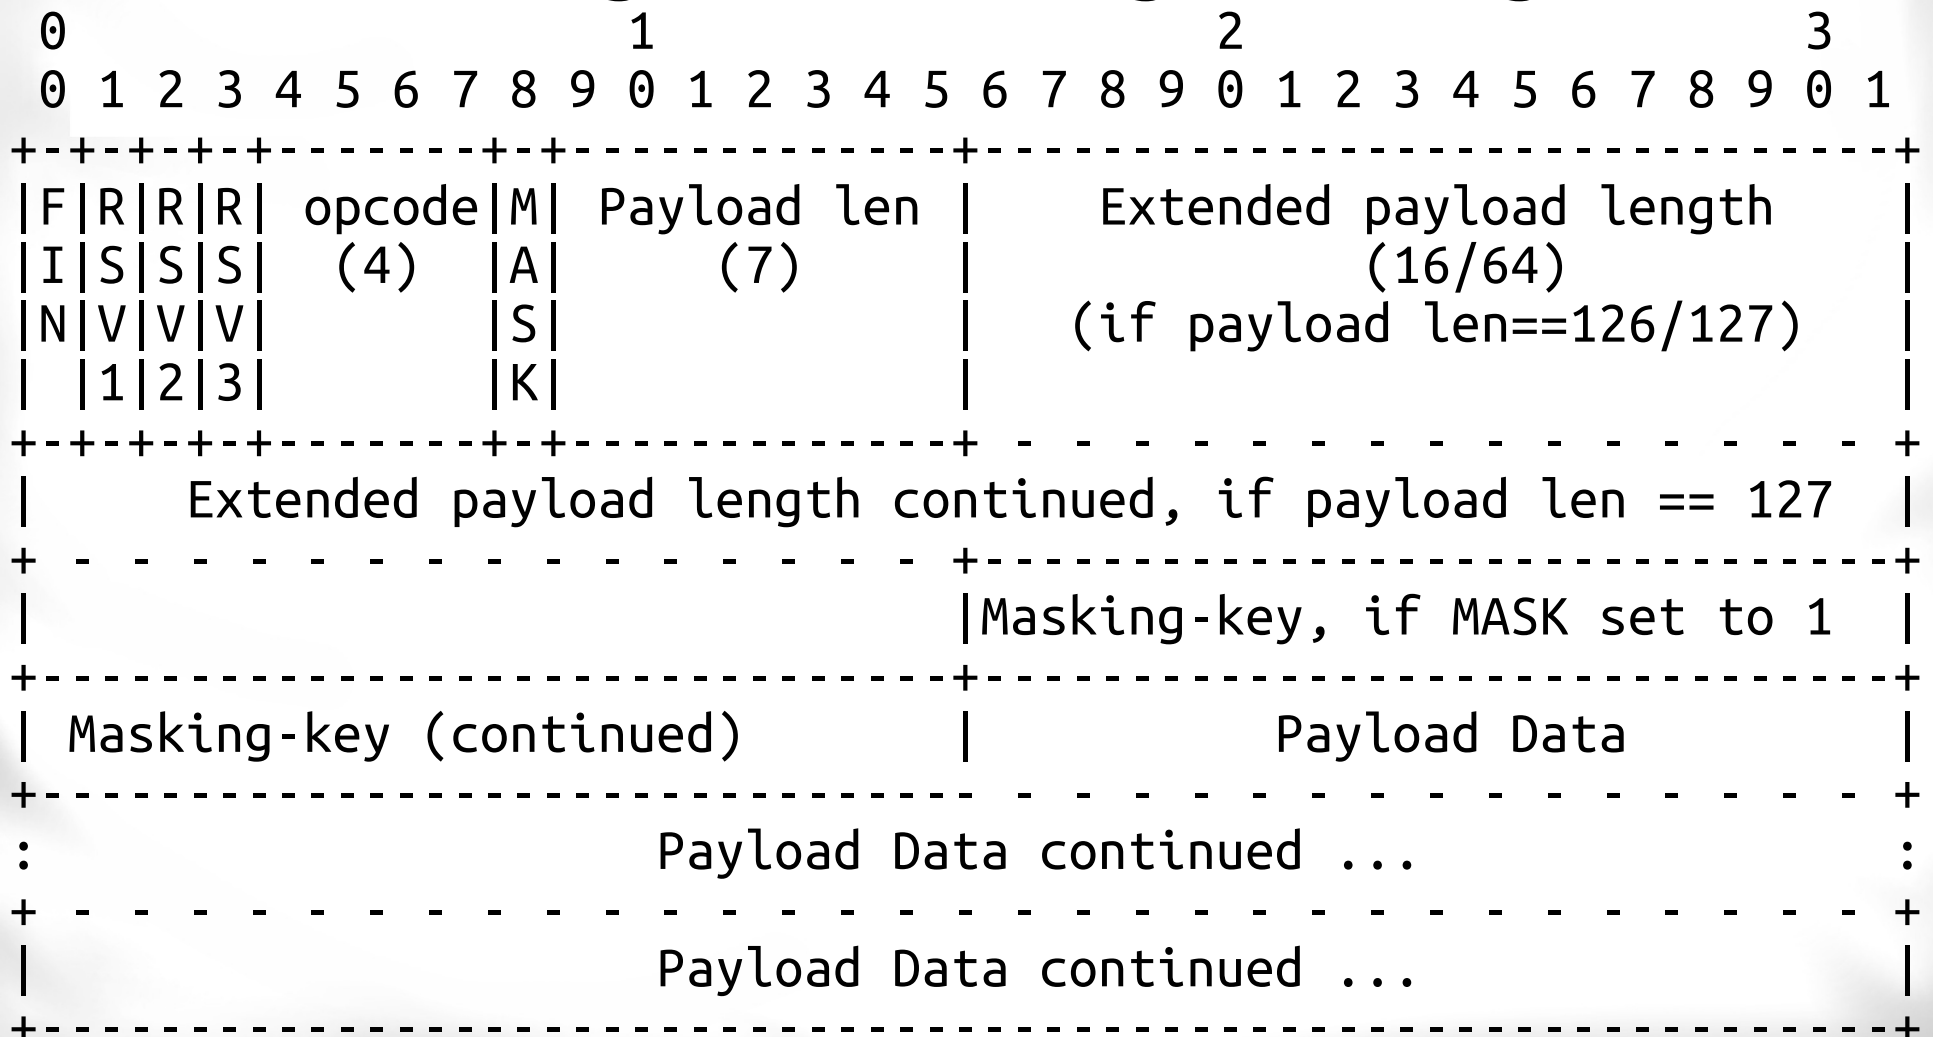 0                   1                   2                   3
0 1 2 3 4 5 6 7 8 9 0 1 2 3 4 5 6 7 8 9 0 1 2 3 4 5 6 7 8 9 0 1
+-+-+-+-+-------+-+-------------+-------------------------------+
|F|R|R|R| opcode|M| Payload len |    Extended payload length    |
|I|S|S|S|  (4)  |A|     (7)     |             (16/64)           |
|N|V|V|V|       |S|             |   (if payload len==126/127)   |
| |1|2|3|       |K|             |                               |
+-+-+-+-+-------+-+-------------+ - - - - - - - - - - - - - - - +
|     Extended payload length continued, if payload len == 127  |
+ - - - - - - - - - - - - - - - +-------------------------------+
|                               |Masking-key, if MASK set to 1  |
+-------------------------------+-------------------------------+
| Masking-key (continued)       |          Payload Data         |
+-------------------------------- - - - - - - - - - - - - - - - +
:                     Payload Data continued ...                :
+ - - - - - - - - - - - - - - - - - - - - - - - - - - - - - - - +
|                     Payload Data continued ...                |
+---------------------------------------------------------------+